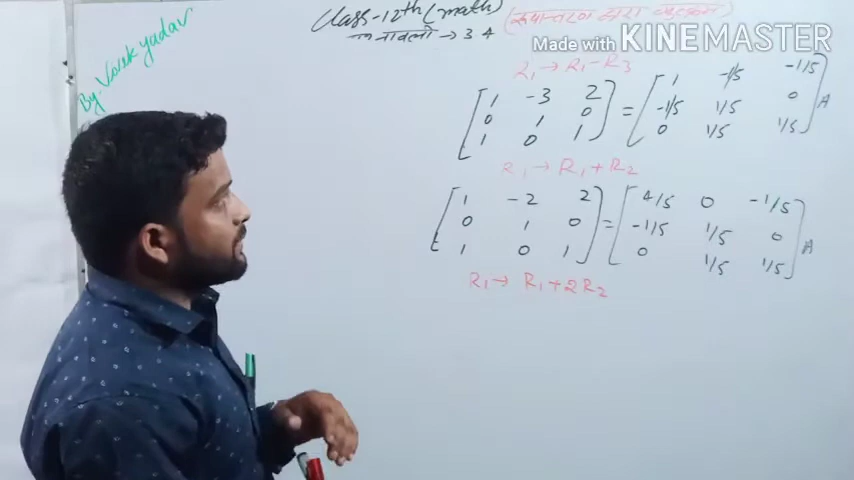 Class-12th (math) (रूपान्तरण द्वारा व्युत्क्रम)
प्रश्नावली → 3.4
Made with KINEMASTER
By:- Vivek yadav
R₁ → R₁-R₃
[1 -3 2] = [1 -1/5 -1/5]
[0 1 0] [-1/5 1/5 0] A
[1 0 1] [0 1/5 1/5]
R₁ → R₁+R₂
[1 -2 2] = [4/5 0 -1/5]
[0 1 0] [-1/5 1/5 0] A
[1 0 1] [0 1/5 1/5]
R₁ → R₁+2R₂